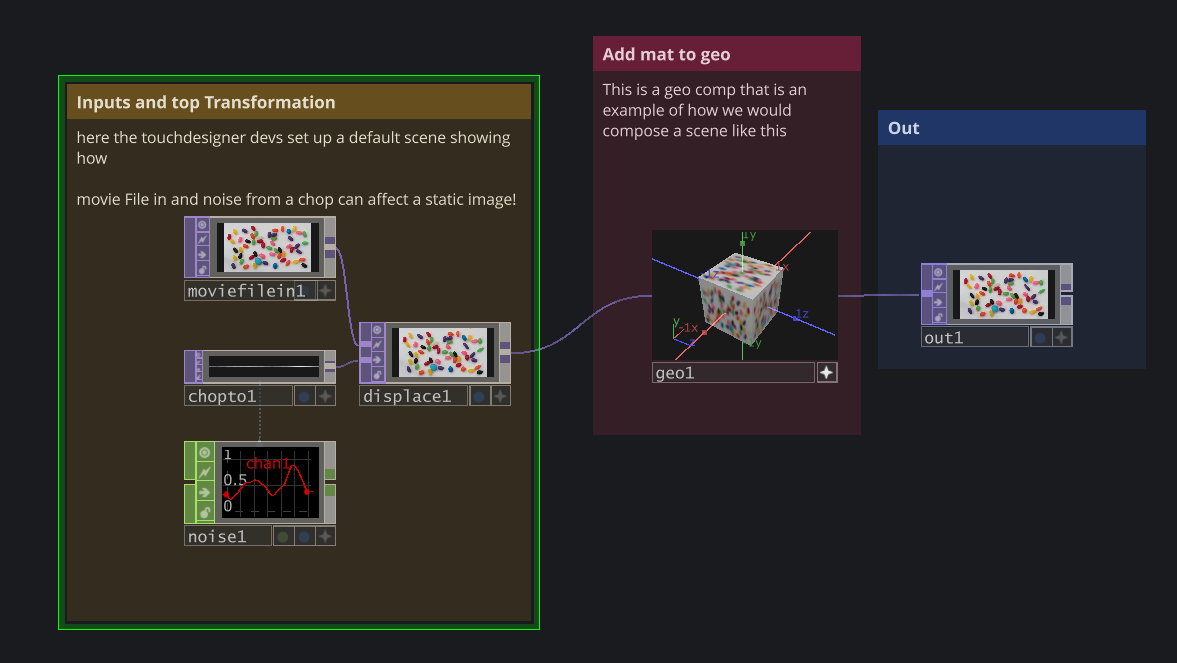 Inputs and top Transformation
here the touchdesigner devs set up a default scene showing
how
movie File in and noise from a chop can affect a static image!
moviefilein1
chopto1
displace1
1
chan1
0.5
0
noise1
Add mat to geo
This is a geo comp that is an
example of how we would
compose a scene like this
1y
1x
1z
y
-1x
z
y
geo1
Out
out1